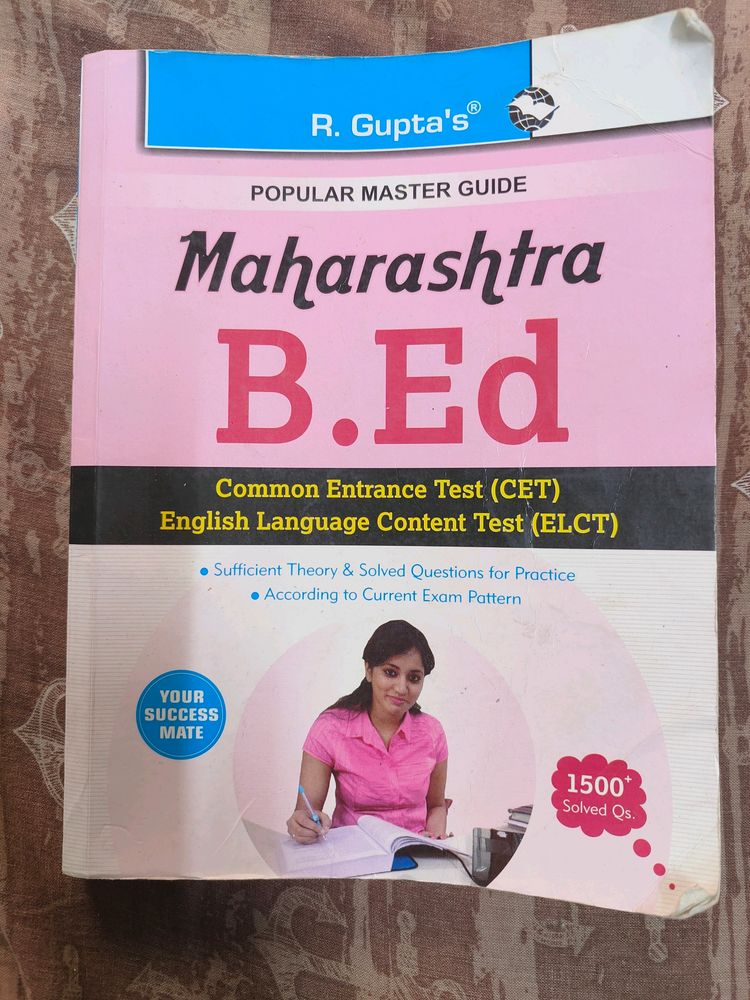 R. Gupta's®
POPULAR MASTER GUIDE
Maharashtra
B.Ed
Common Entrance Test (CET)
English Language Content Test (ELCT)
• Sufficient Theory & Solved Questions for Practice
• According to Current Exam Pattern
YOUR
SUCCESS
MATE
1500+
Solved Qs.